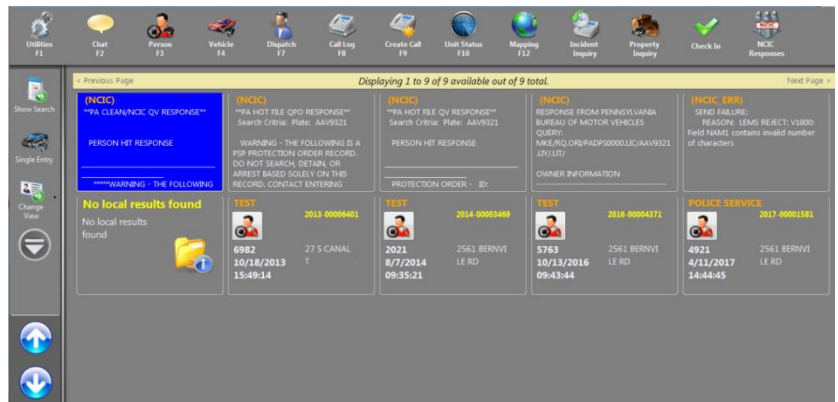 Utilities
F1
Chat
F2
Person
F3
Vehicle
F4
Dispatch
F7
Call Log
F8
Create Call
F9
Unit Status
F10
Mapping
F12
Incident
Inquiry
Property
Inquiry
Check In
NCIC
NCIC
Responses
Show Search
Single Entry
Change
View
< Previous Page
Displaying 1 to 9 of 9 available out of 9 total.
Next Page >
(NCIC)
**PA CLEAN/NCIC QV RESPONSE**
PERSON HIT RESPONSE
*****WARNING - THE FOLLOWING
(NCIC)
**PA HOT FILE QPO RESPONSE**
Search Critria: Plate: AAV9321
WARNING - THE FOLLOWING IS A
PSP PROTECTION ORDER RECORD.
DO NOT SEARCH, DETAIN, OR
ARREST BASED SOLELY ON THIS
RECORD. CONTACT ENTERING
(NCIC)
**PA HOT FILE QV RESPONSE**
Search Critria: Plate: AAV9321
PERSON HIT RESPONSE
PROTECTION ORDER - ID:
(NCIC)
RESPONSE FROM PENNSYLVANIA
BUREAU OF MOTOR VEHICLES
QUERY:
MKE/RQ.ORI/PADPS0000.LIC/AAV9321
.LIY/.LIT/
OWNER INFORMATION
(NCIC_ERR)
SEND FAILURE:
REASON: LEMS REJECT: V1800:
Field NAM1 contains invalid number
of characters
No local results found
No local results
found
TEST
2013-00006401
6982
27 S CANAL
10/18/2013
T
15:49:14
TEST
2014-00003469
2021
2561 BERNVI
8/7/2014
LE RD
09:35:21
TEST
2016-00004371
5763
2561 BERNVI
10/13/2016
LE RD
09:43:44
POLICE SERVICE
2017-00001581
4921
2561 BERNVI
4/11/2017
LE RD
14:44:45